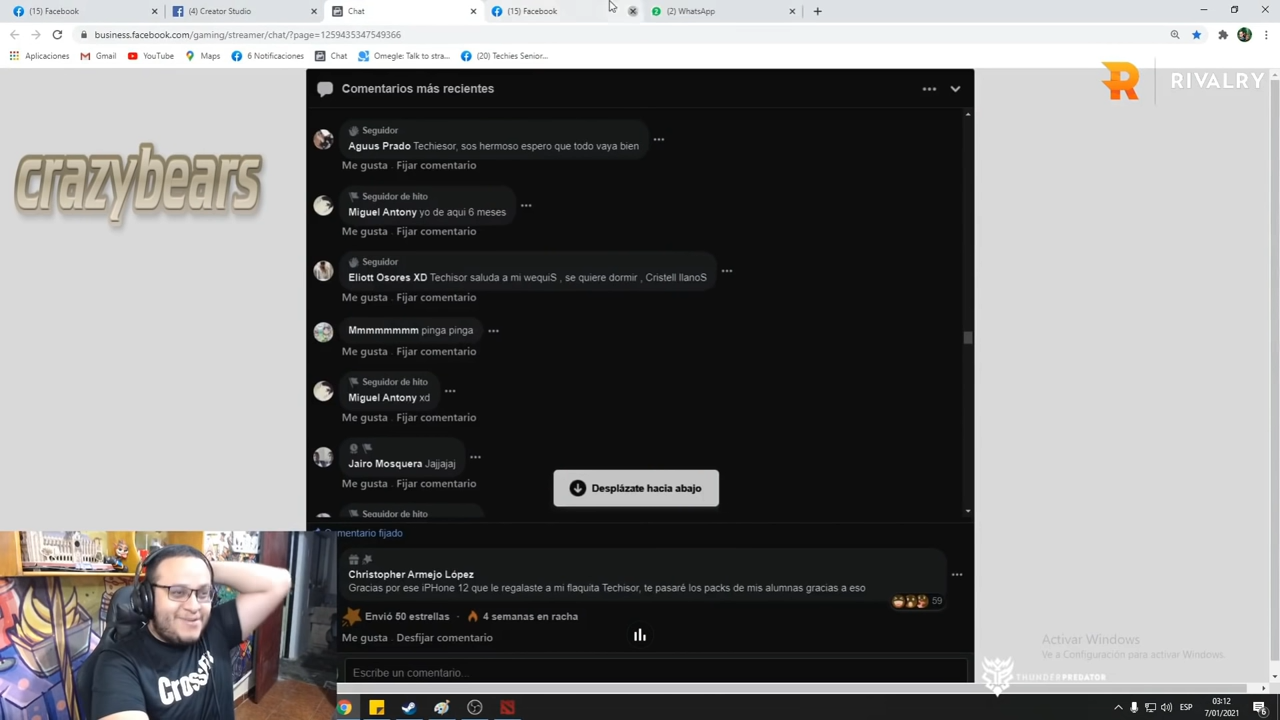 (15) Facebook
(4) Creator Studio
Chat
(15) Facebook
(2) WhatsApp
business.facebook.com/gaming/streamer/chat/?page=1259435347549366
Aplicaciones
Gmail
YouTube
Maps
6 Notificaciones
Chat
Omegle: Talk to stra...
(20) Techies Senior...
RIVALRY
crazybears
Comentarios más recientes
Seguidor
Aguus Prado Techiesor, sos hermoso espero que todo vaya bien
Me gusta . Fijar comentario
Seguidor de hito
Miguel Antony yo de aqui 6 meses
Me gusta . Fijar comentario
Seguidor
Eliott Osores XD Techisor saluda a mi wequiS , se quiere dormir , Cristell llanoS
Me gusta . Fijar comentario
Mmmmmmmm pinga pinga
Me gusta . Fijar comentario
Seguidor de hito
Miguel Antony xd
Me gusta . Fijar comentario
Jairo Mosquera Jajjajaj
Me gusta . Fijar comentario
Seguidor de hito
Desplázate hacia abajo
comentario fijado
Christopher Armejo López
Gracias por ese iPHone 12 que le regalaste a mi flaquita Techisor, te pasaré los packs de mis alumnas gracias a eso
59
Envió 50 estrellas · 4 semanas en racha
Me gusta . Desfijar comentario
Escribe un comentario...
Activar Windows
Ve a Configuración para activar Windows.
THUNDERPREDATOR
CrossFit
ESP
03:12
7/01/2021